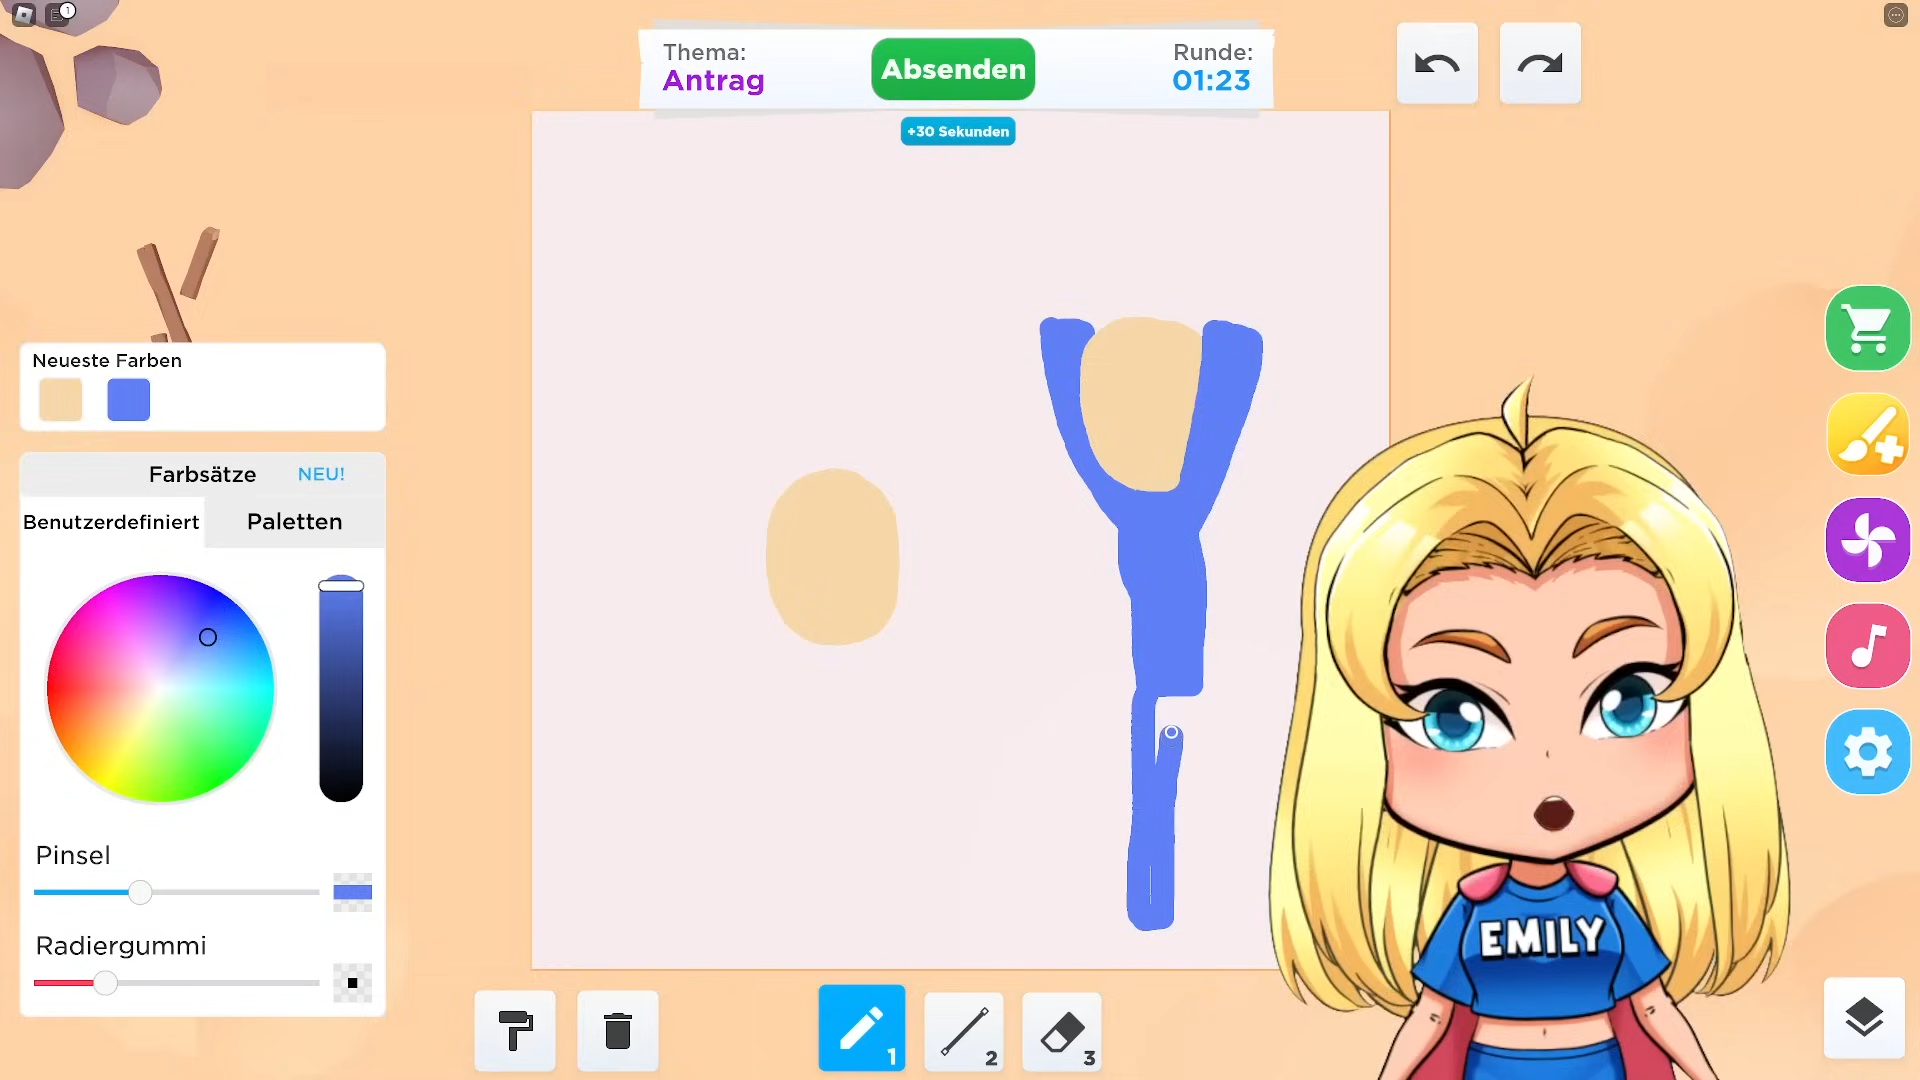 1
Thema:
Antrag
Absenden
Runde:
01:23
+30 Sekunden
Neueste Farben
Farbsätze NEU!
Benutzerdefiniert Paletten
Pinsel
Radiergummi
EMILY
1
2
3